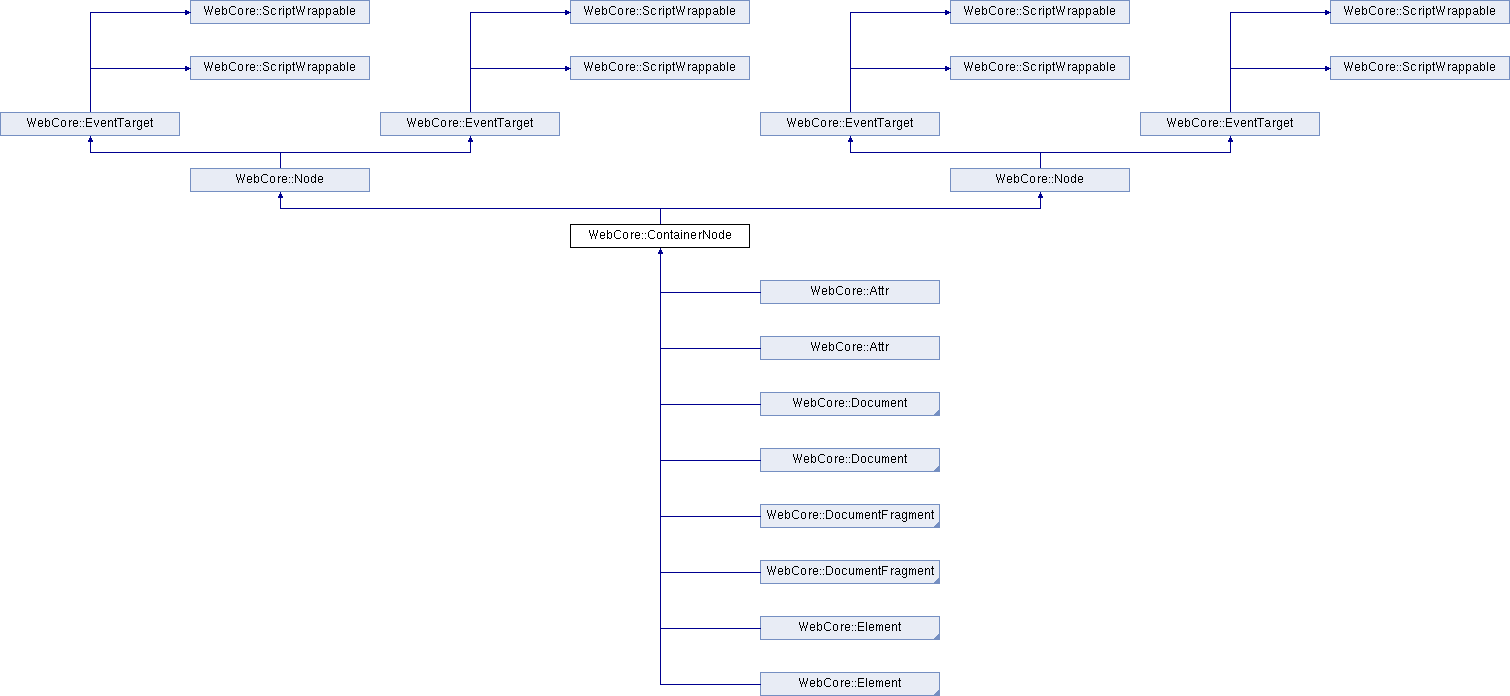 WebCore::ScriptWrappable
WebCore::ScriptWrappable
WebCore::ScriptWrappable
WebCore::ScriptWrappable
WebCore::ScriptWrappable
WebCore::ScriptWrappable
WebCore::ScriptWrappable
WebCore::ScriptWrappable
WebCore::EventTarget
WebCore::EventTarget
WebCore::EventTarget
WebCore::EventTarget
WebCore::Node
WebCore::Node
WebCore::ContainerNode
WebCore::Attr
WebCore::Attr
WebCore::Document
WebCore::Document
WebCore::DocumentFragment
WebCore::DocumentFragment
WebCore::Element
WebCore::Element